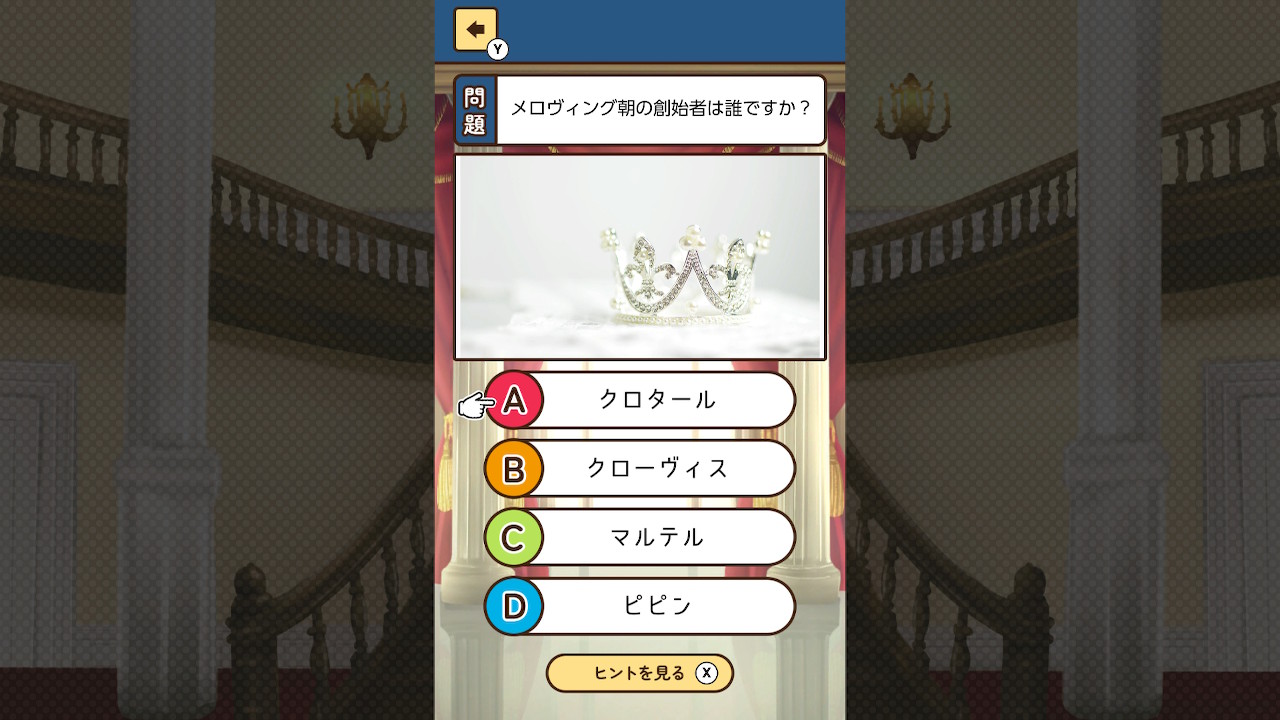 Y
問題
メロヴィング朝の創始者は誰ですか？
A クロタール
B クローヴィス
C マルテル
D ピピン
ヒントを見る X